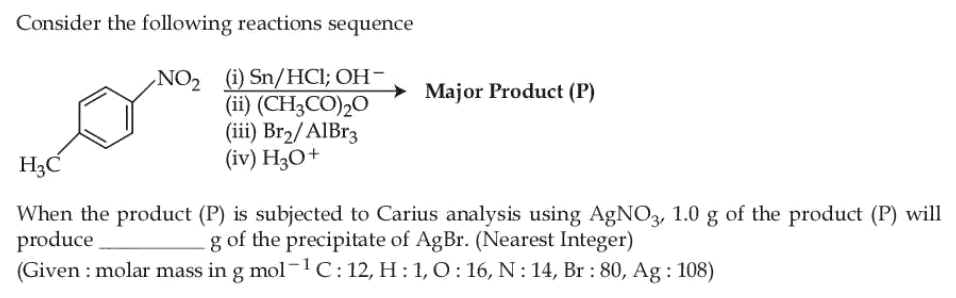 Consider the following reactions sequence
NO₂ (i) Sn/HCl; OH⁻
(ii) (CH₃CO)₂O
Major Product (P)
(iii) Br₂/AlBr₃
H₃C (iv) H₃O⁺
When the product (P) is subjected to Carius analysis using AgNO₃, 1.0 g of the product (P) will
produce __________ g of the precipitate of AgBr. (Nearest Integer)
(Given : molar mass in g mol⁻¹ C : 12, H : 1, O : 16, N : 14, Br : 80, Ag : 108)